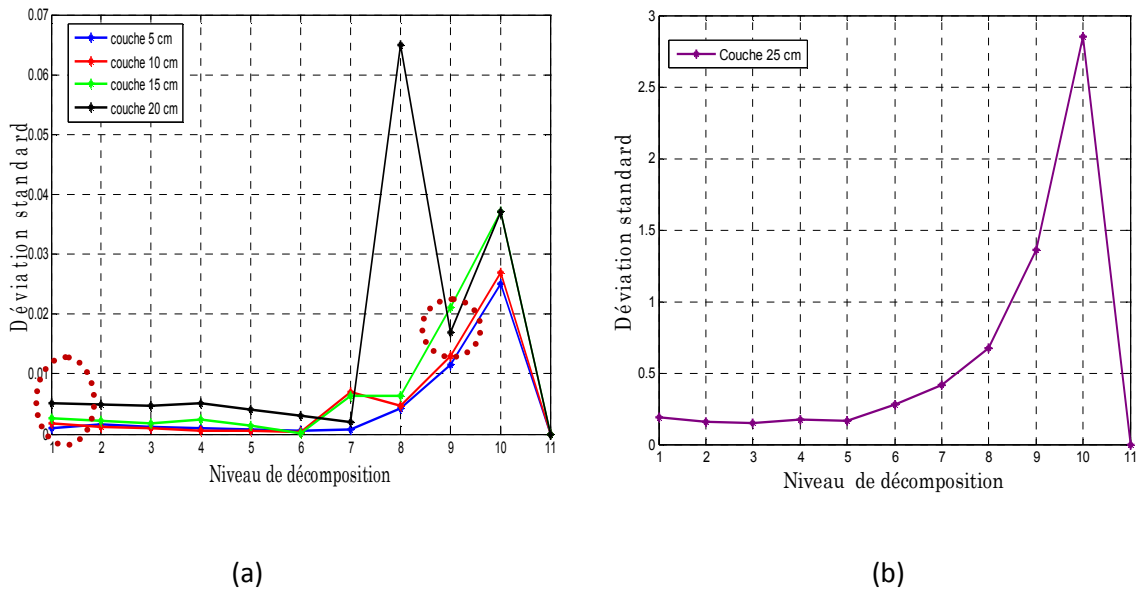 0.07
0.06
0.05
0.04
0.03
0.02
0.01
0
couche 5 cm
couche 10 cm
couche 15 cm
couche 20 cm
Déviation standard
1 2 3 4 5 6 7 8 9 10 11
Niveau de décomposition
(a)
3
2.5
2
1.5
1
0.5
0
Couche 25 cm
Déviation standard
1 2 3 4 5 6 7 8 9 10 11
Niveau de décomposition
(b)